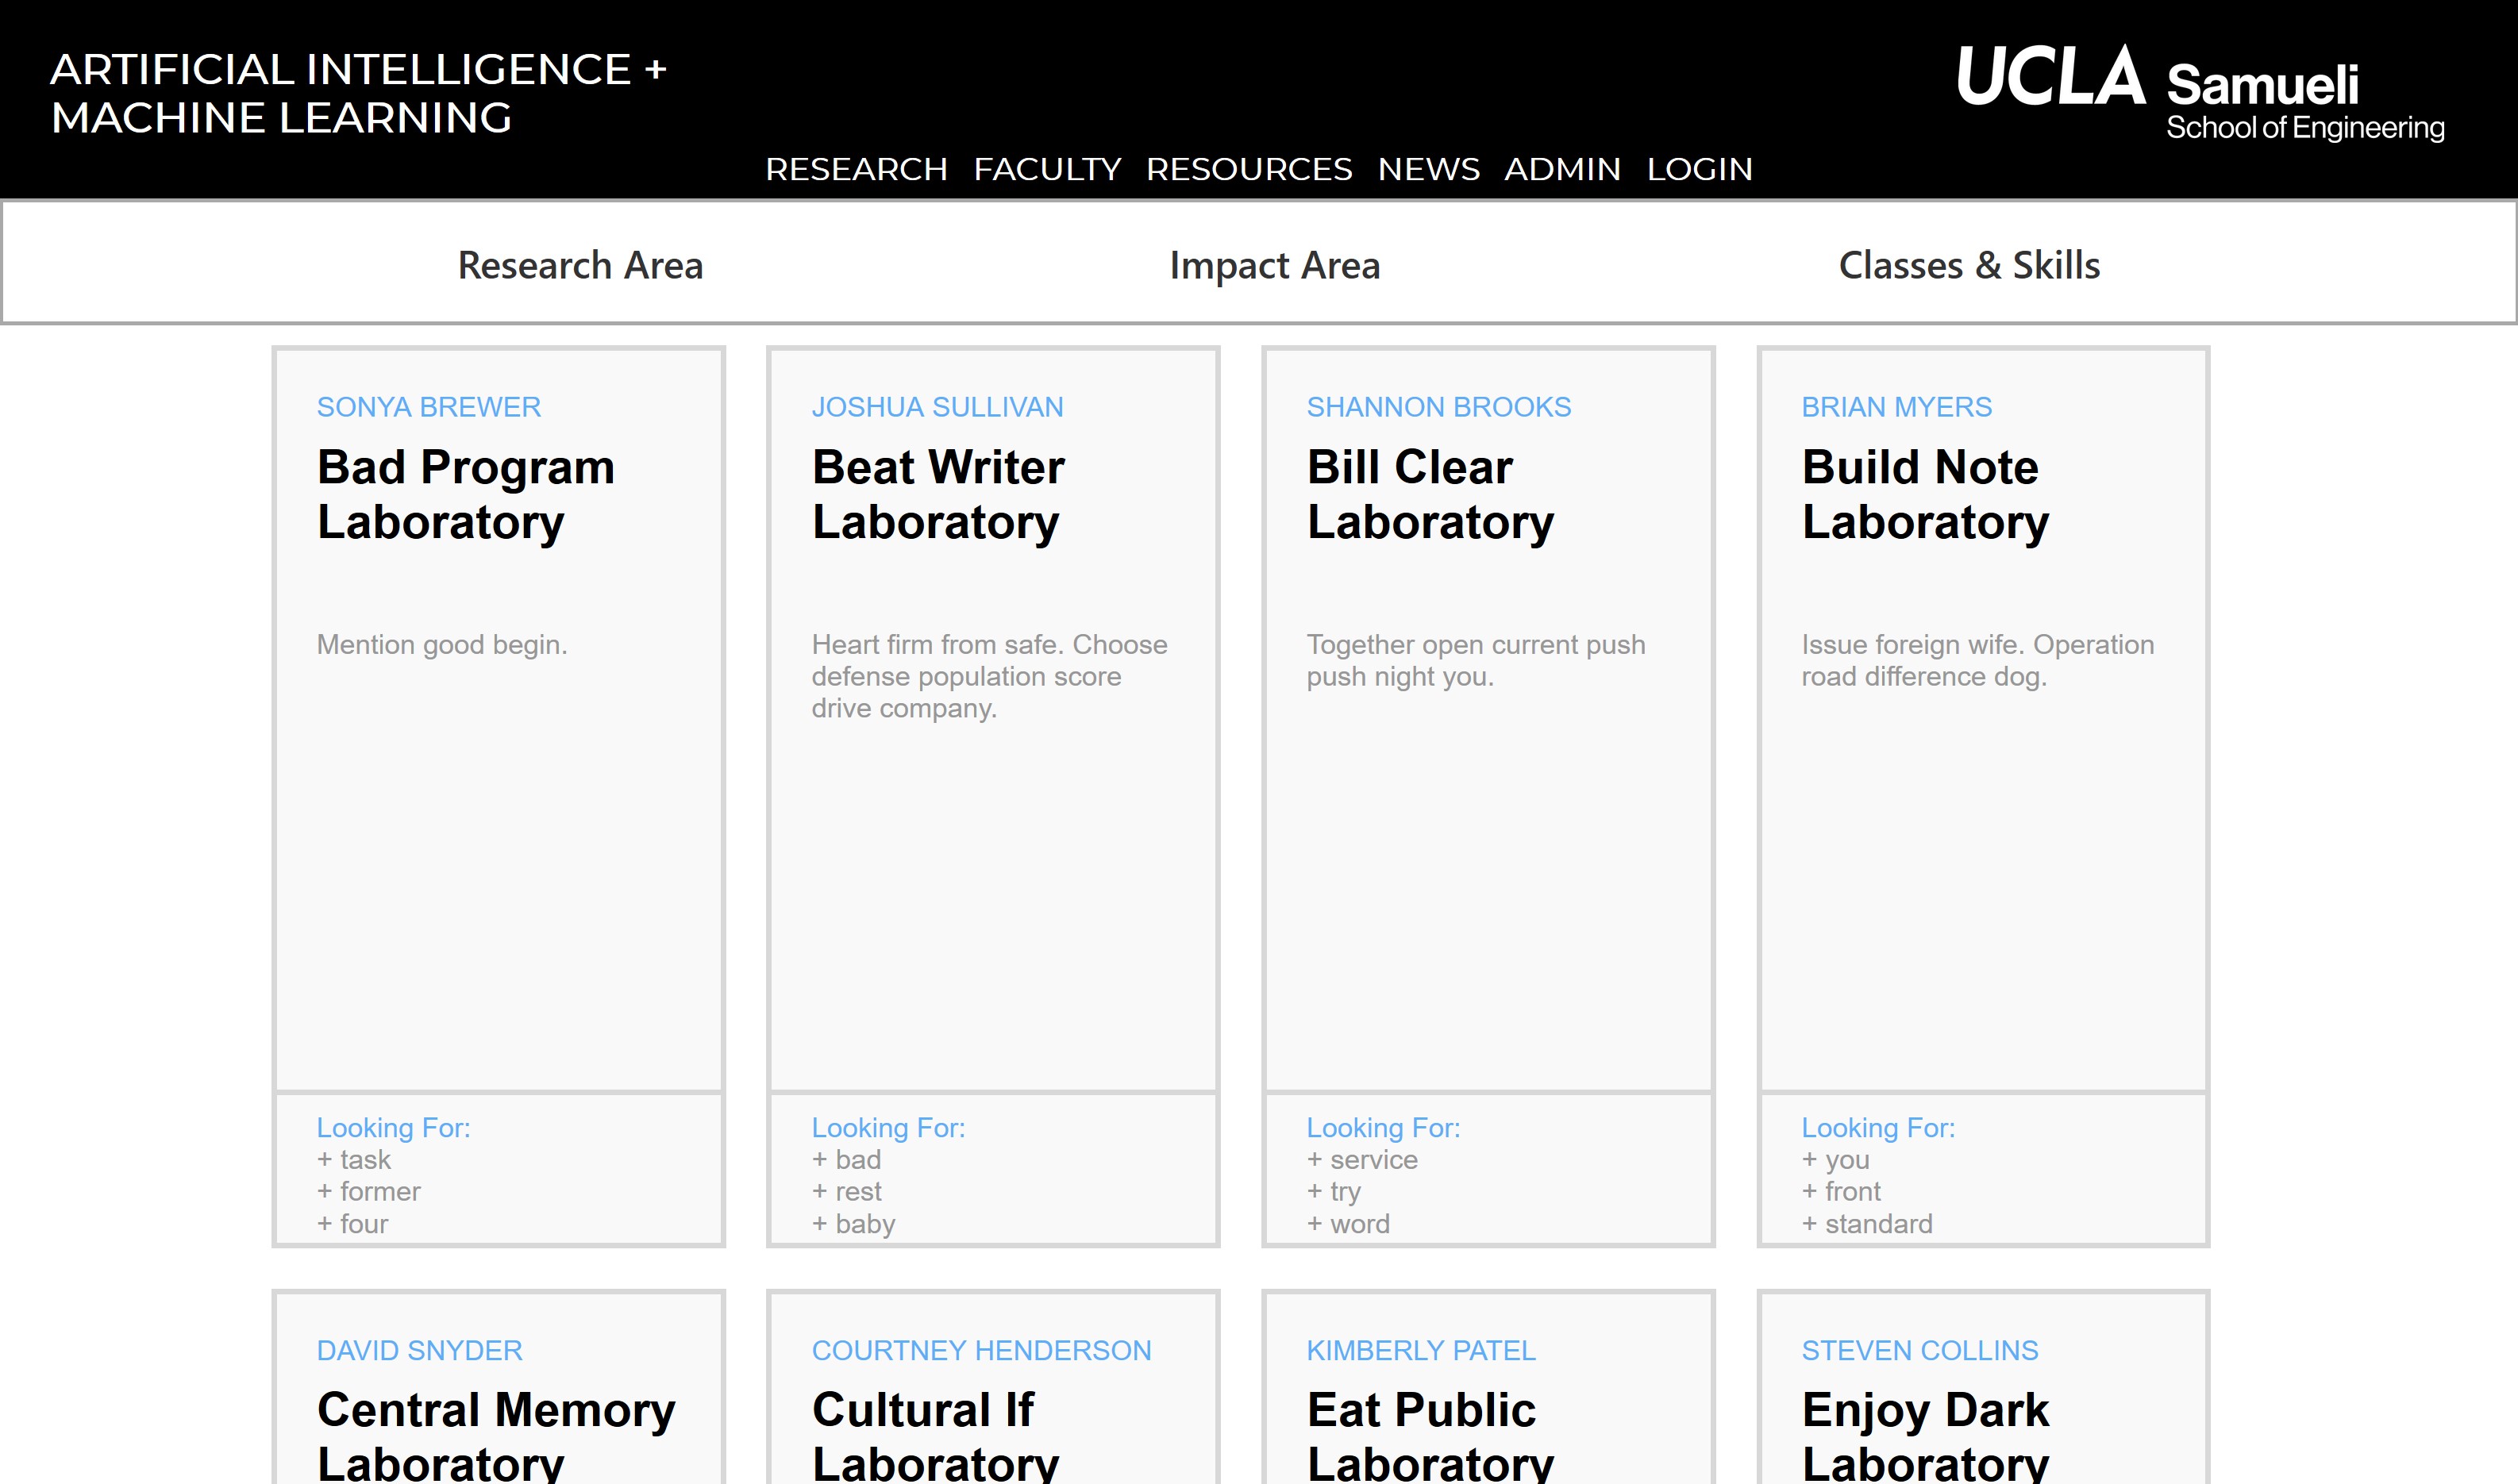 ARTIFICIAL INTELLIGENCE +
MACHINE LEARNING
UCLA Samueli
School of Engineering
RESEARCH FACULTY RESOURCES NEWS ADMIN LOGIN
Research Area
Impact Area
Classes & Skills
SONYA BREWER
Bad Program
Laboratory
Mention good begin.
Looking For:
+ task
+ former
+ four
JOSHUA SULLIVAN
Beat Writer
Laboratory
Heart firm from safe. Choose
defense population score
drive company.
Looking For:
+ bad
+ rest
+ baby
SHANNON BROOKS
Bill Clear
Laboratory
Together open current push
push night you.
Looking For:
+ service
+ try
+ word
BRIAN MYERS
Build Note
Laboratory
Issue foreign wife. Operation
road difference dog.
Looking For:
+ you
+ front
+ standard
DAVID SNYDER
Central Memory
Laboratory
COURTNEY HENDERSON
Cultural If
Laboratory
KIMBERLY PATEL
Eat Public
Laboratory
STEVEN COLLINS
Enjoy Dark
Laboratory